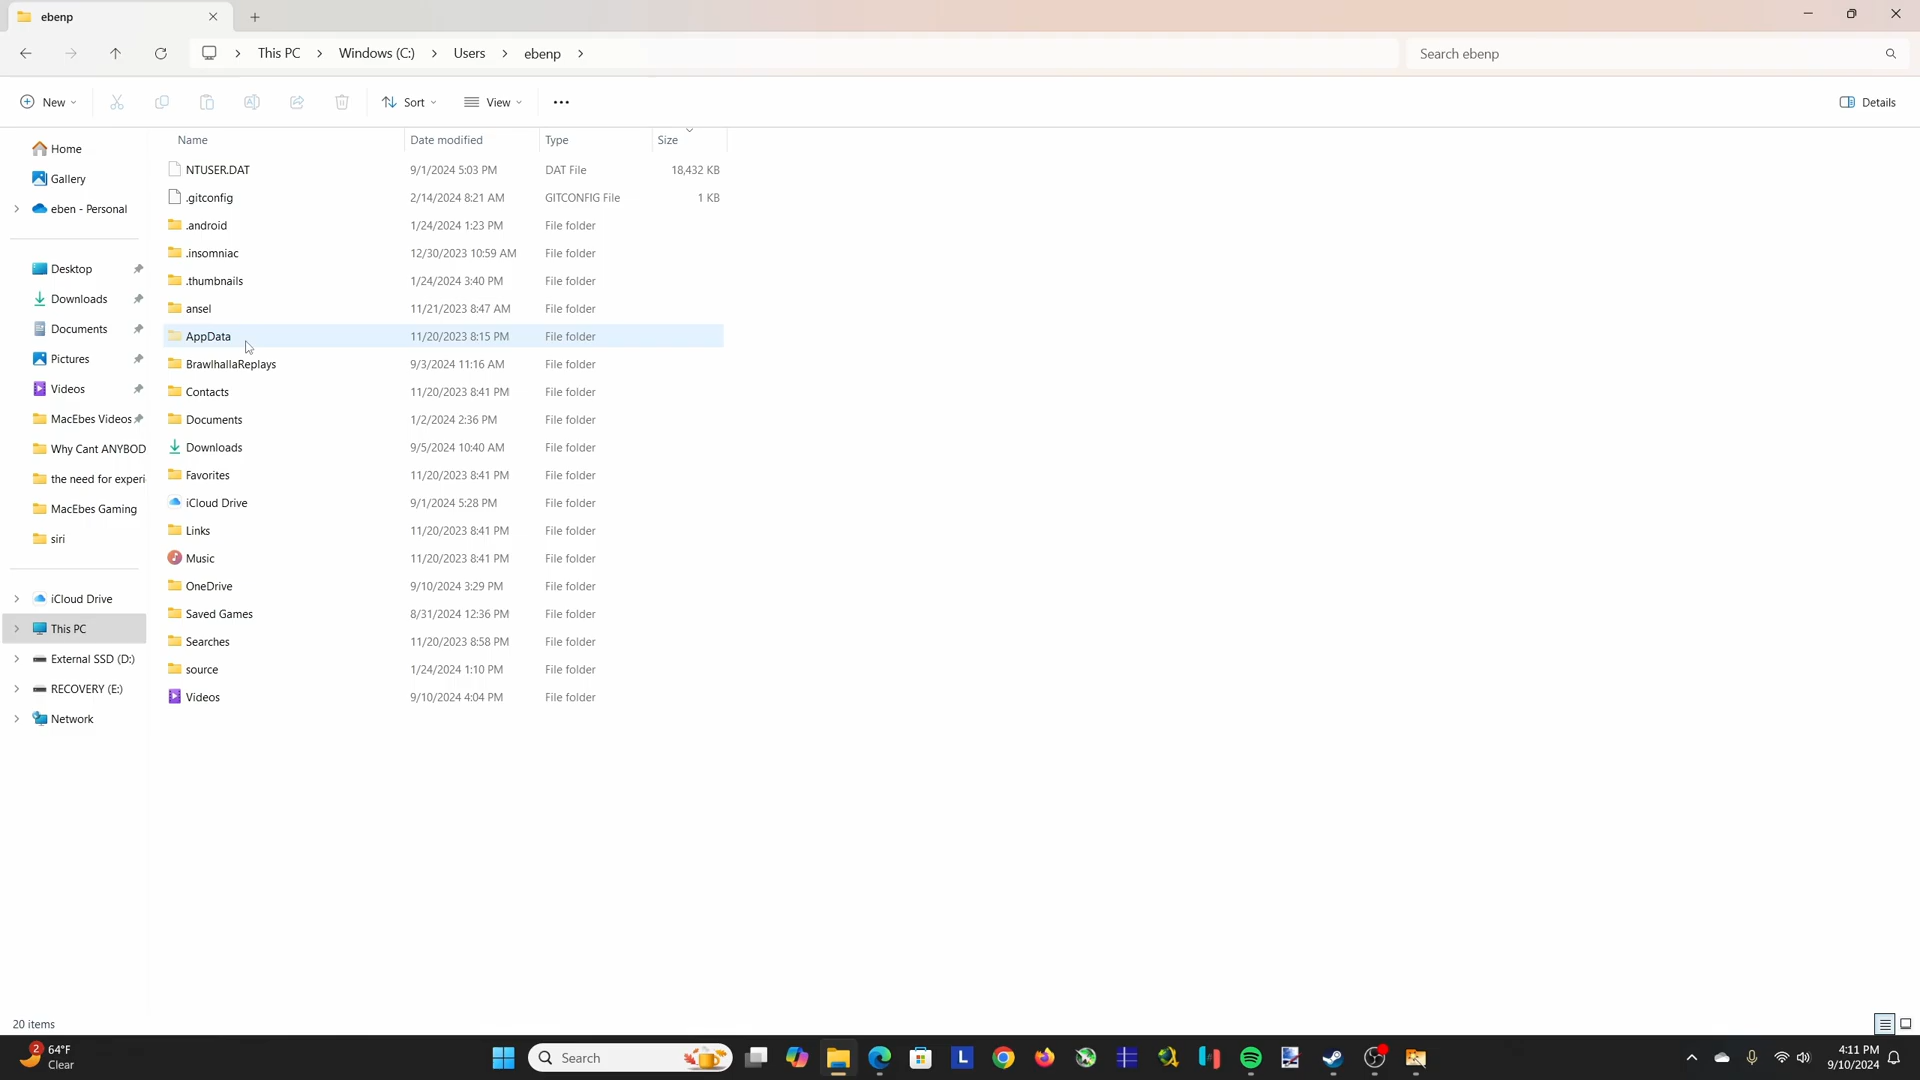 ebenp
This PC > Windows (C:) > Users > ebenp >
Search ebenp
New
Sort
View
Details
Name Date modified Type Size
NTUSER.DAT 9/1/2024 5:03 PM DAT File 18,432 KB
.gitconfig 2/14/2024 8:21 AM GITCONFIG File 1 KB
.android 1/24/2024 1:23 PM File folder
.insomniac 12/30/2023 10:59 AM File folder
.thumbnails 1/24/2024 3:40 PM File folder
ansel 11/21/2023 8:47 AM File folder
AppData 11/20/2023 8:15 PM File folder
BrawlhallaReplays 9/3/2024 11:16 AM File folder
Contacts 11/20/2023 8:41 PM File folder
Documents 1/2/2024 2:36 PM File folder
Downloads 9/5/2024 10:40 AM File folder
Favorites 11/20/2023 8:41 PM File folder
iCloud Drive 9/1/2024 5:28 PM File folder
Links 11/20/2023 8:41 PM File folder
Music 11/20/2023 8:41 PM File folder
OneDrive 9/10/2024 3:29 PM File folder
Saved Games 8/31/2024 12:36 PM File folder
Searches 11/20/2023 8:58 PM File folder
source 1/24/2024 1:10 PM File folder
Videos 9/10/2024 4:04 PM File folder
Home
Gallery
eben - Personal
Desktop
Downloads
Documents
Pictures
Videos
MacEbes Videos
Why Cant ANYBOD
the need for experi
MacEbes Gaming
siri
iCloud Drive
This PC
External SSD (D:)
RECOVERY (E:)
Network
20 items
2
64°F
Clear
Search
L
4:11 PM
9/10/2024